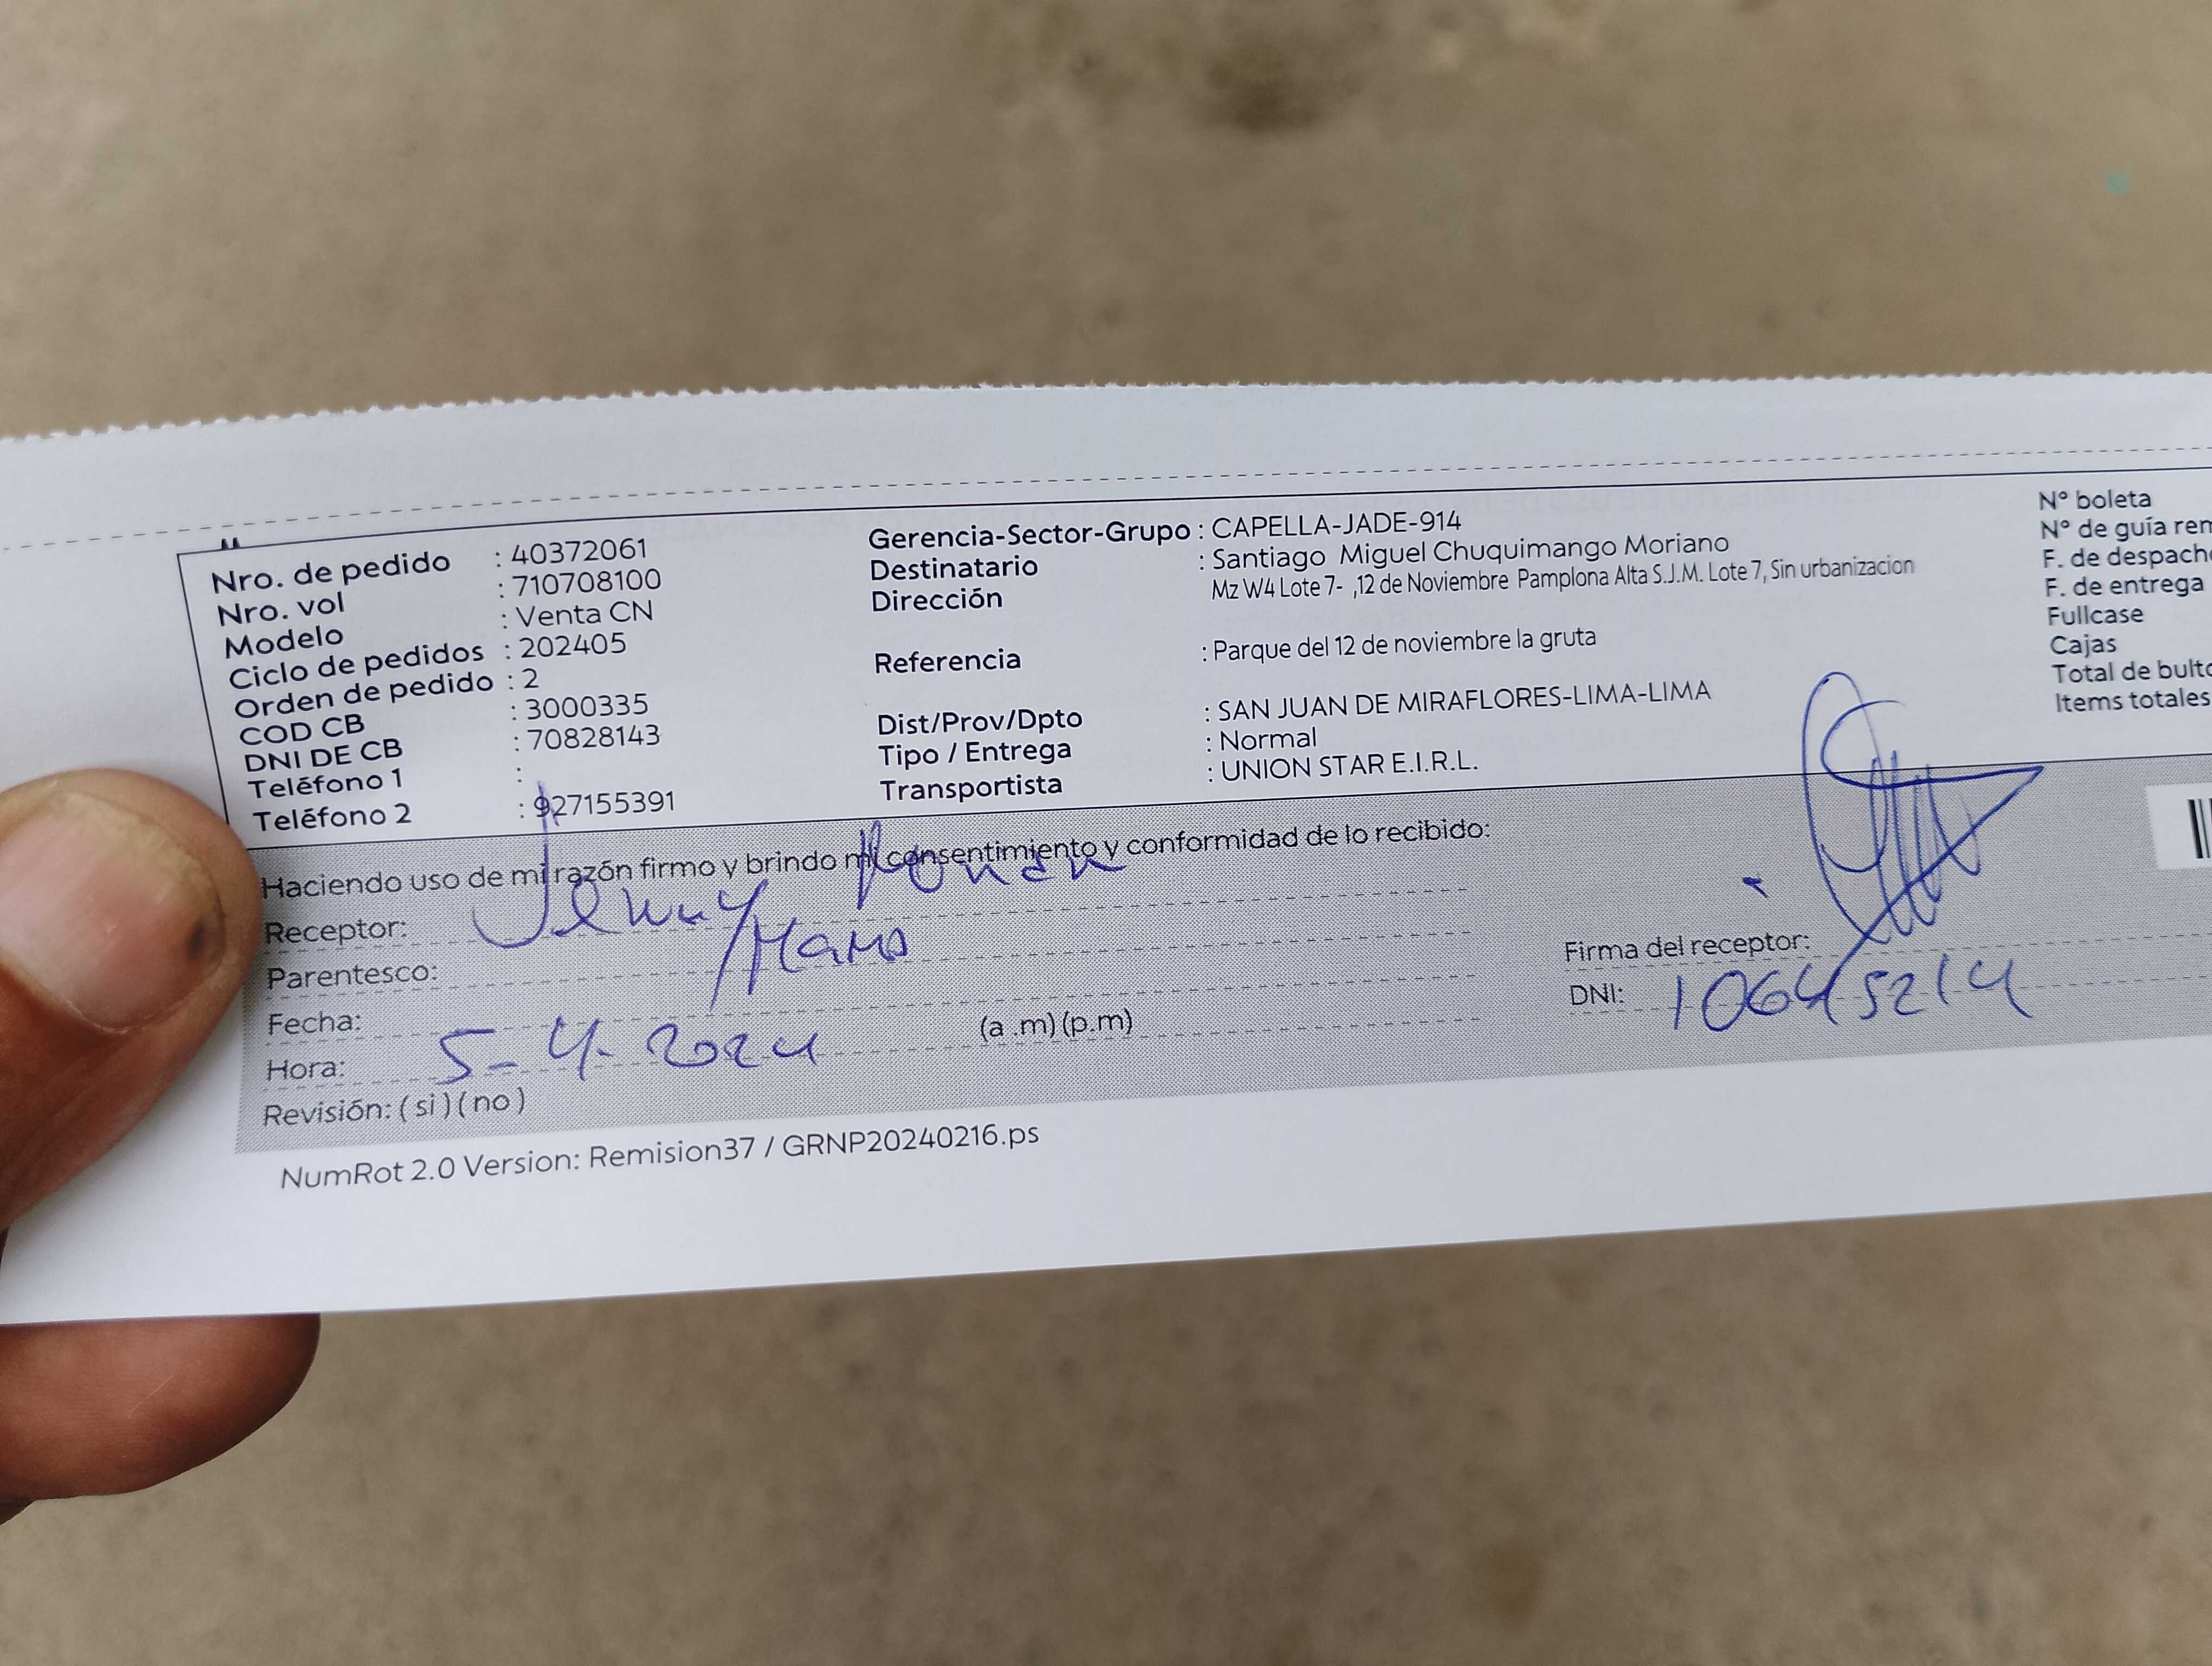 Nro. de pedido : 40372061
Nro. vol : 710708100
Modelo : Venta CN
Ciclo de pedidos : 202405
Orden de pedido : 2
COD CB : 3000335
DNI DE CB : 70828143
Teléfono 1 :
Teléfono 2 : 927155391
Gerencia-Sector-Grupo : CAPELLA-JADE-914
Destinatario : Santiago Miguel Chuquimango Moriano
Dirección Mz W4 Lote 7- ,12 de Noviembre Pamplona Alta S.J.M. Lote 7, Sin urbanizacion
Referencia : Parque del 12 de noviembre la gruta
Dist/Prov/Dpto : SAN JUAN DE MIRAFLORES-LIMA-LIMA
Tipo / Entrega : Normal
Transportista : UNION STAR E.I.R.L.
N° boleta
N° de guía rem
F. de despacho
F. de entrega
Fullcase
Cajas
Total de bulto
Items totales
Haciendo uso de mi razón firmo y brindo mi consentimiento y conformidad de lo recibido:
Receptor: Jenny
Parentesco: Mama
Fecha: 5-4-2024
Hora: (a .m) (p.m)
Revisión: ( si ) ( no )
Firma del receptor:
DNI: 10645214
NumRot 2.0 Version: Remision37 / GRNP20240216.ps